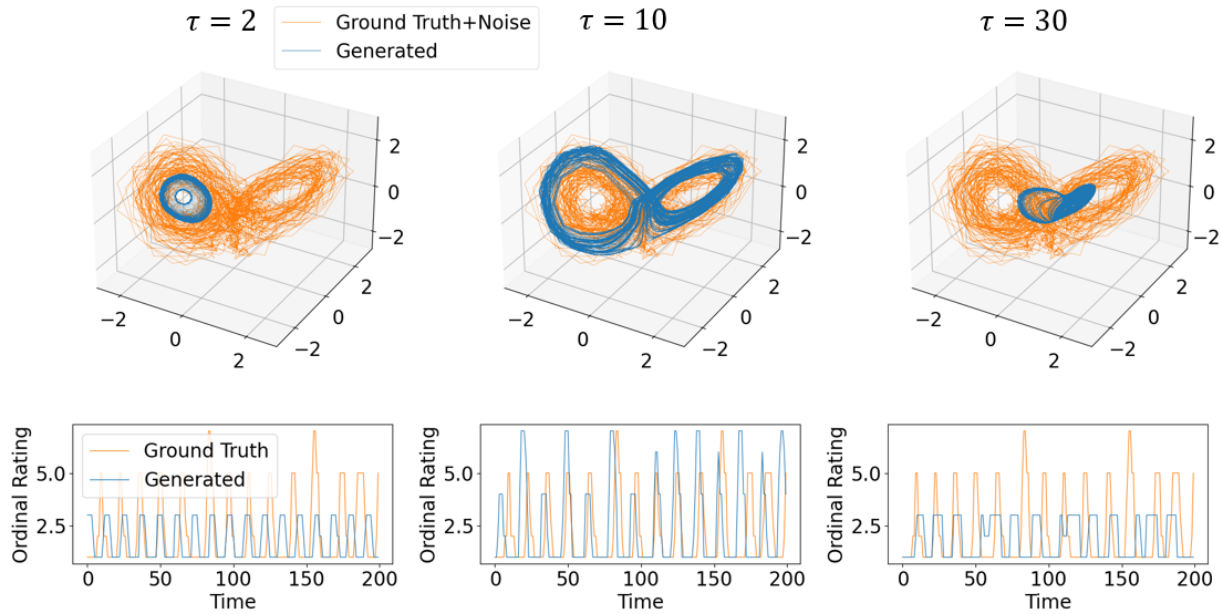 τ = 2
Ground Truth+Noise
Generated
τ = 10
τ = 30
2
0
−2
2
0
−2
−2
0
2
2
0
−2
2
0
−2
−2
0
2
2
0
−2
2
0
−2
−2
0
2
Ordinal Rating
5.0
2.5
Ground Truth
Generated
0 50 100 150 200
Time
Ordinal Rating
5.0
2.5
0 50 100 150 200
Time
Ordinal Rating
5.0
2.5
0 50 100 150 200
Time